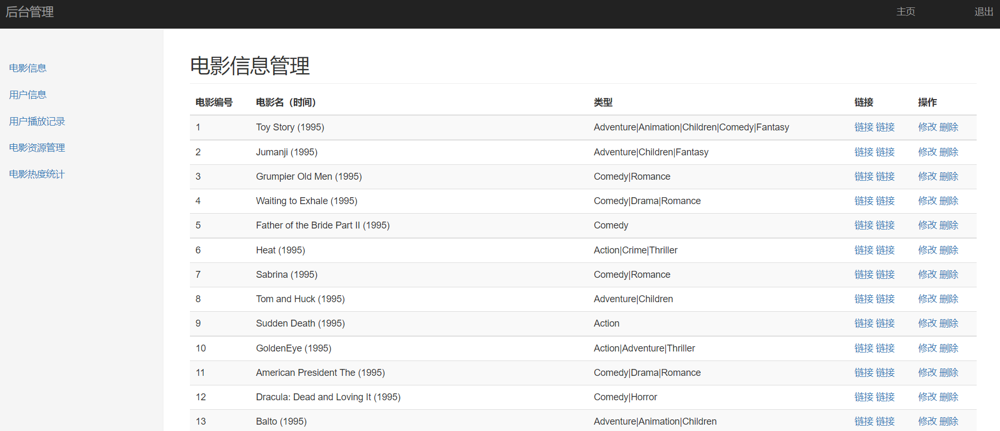 后台管理 主页 退出
电影信息
用户信息
用户播放记录
电影资源管理
电影热度统计
电影信息管理
电影编号 电影名（时间） 类型 链接 操作
1 Toy Story (1995) Adventure|Animation|Children|Comedy|Fantasy 链接 链接 修改 删除
2 Jumanji (1995) Adventure|Children|Fantasy 链接 链接 修改 删除
3 Grumpier Old Men (1995) Comedy|Romance 链接 链接 修改 删除
4 Waiting to Exhale (1995) Comedy|Drama|Romance 链接 链接 修改 删除
5 Father of the Bride Part II (1995) Comedy 链接 链接 修改 删除
6 Heat (1995) Action|Crime|Thriller 链接 链接 修改 删除
7 Sabrina (1995) Comedy|Romance 链接 链接 修改 删除
8 Tom and Huck (1995) Adventure|Children 链接 链接 修改 删除
9 Sudden Death (1995) Action 链接 链接 修改 删除
10 GoldenEye (1995) Action|Adventure|Thriller 链接 链接 修改 删除
11 American President The (1995) Comedy|Drama|Romance 链接 链接 修改 删除
12 Dracula: Dead and Loving It (1995) Comedy|Horror 链接 链接 修改 删除
13 Balto (1995) Adventure|Animation|Children 链接 链接 修改 删除